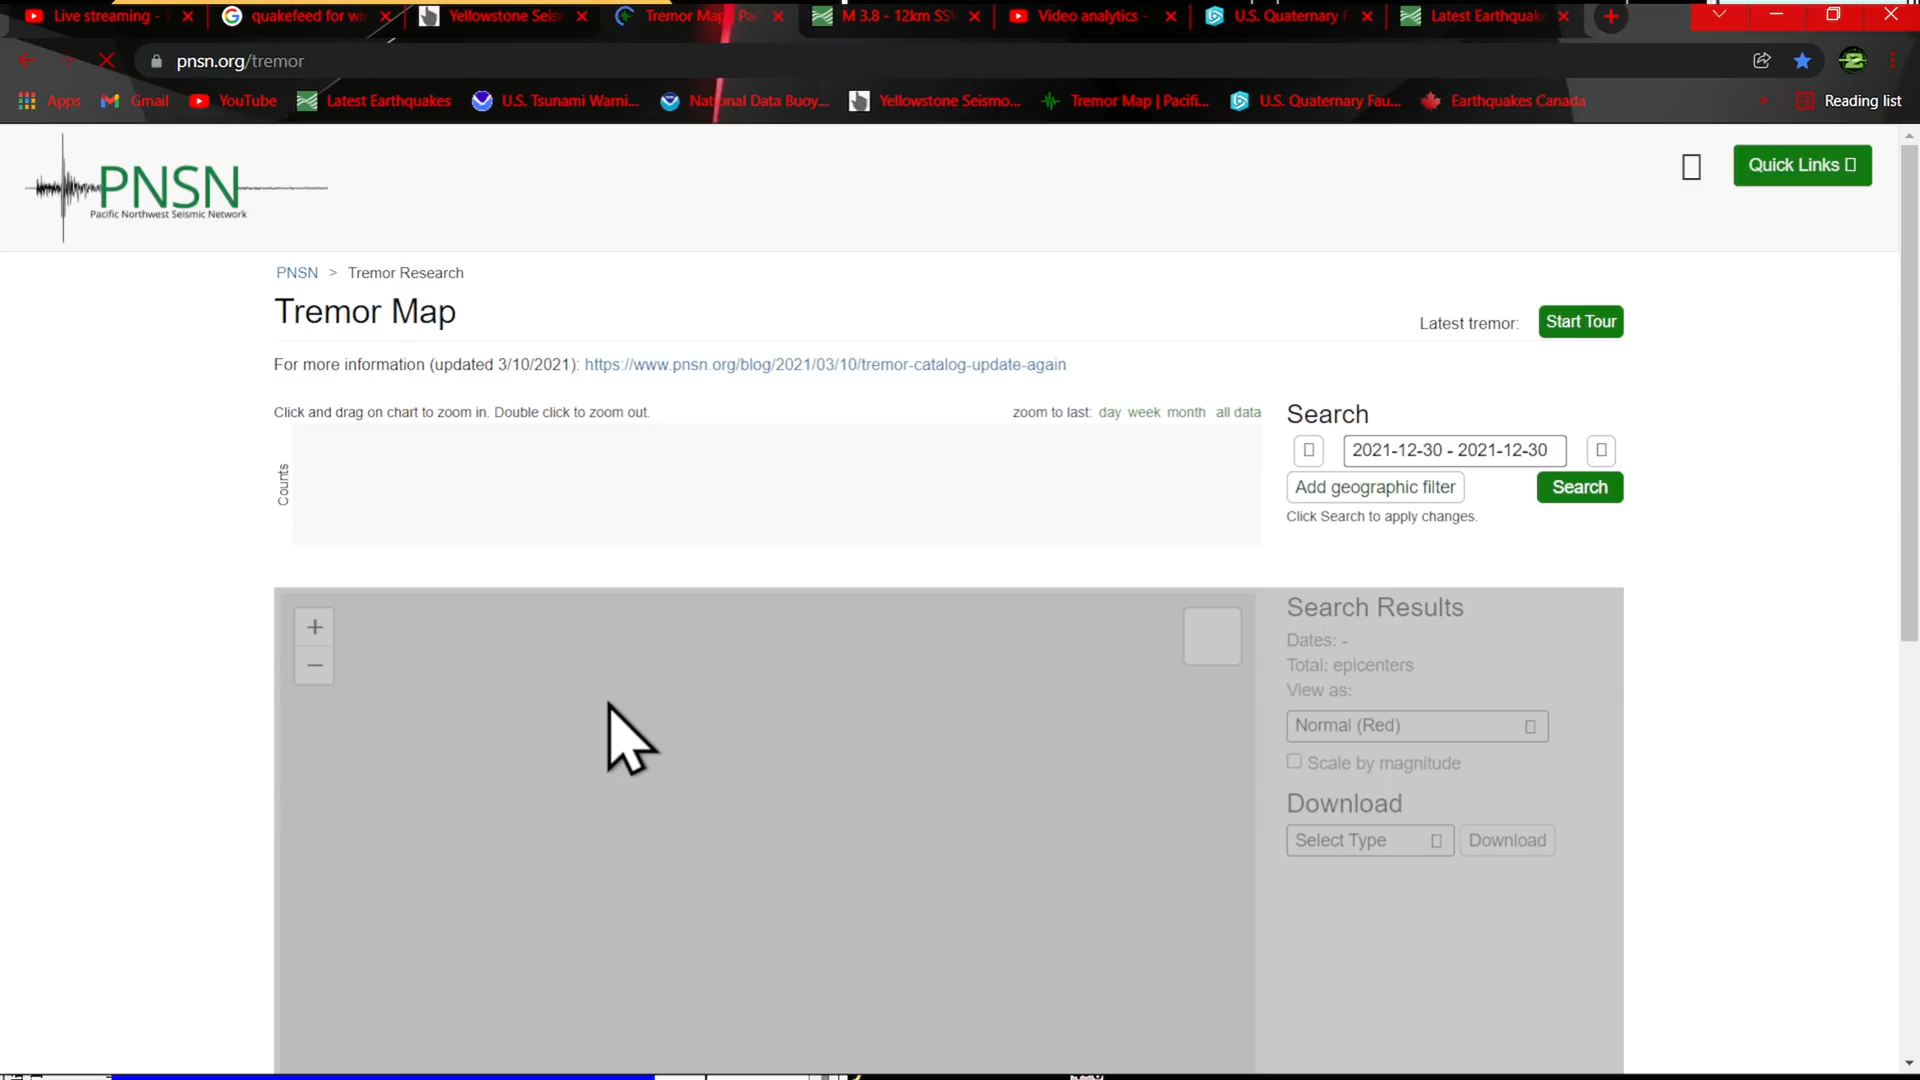 Live streaming - quakefeed for w Yellowstone Seis Tremor Map | Pa M 3.8 - 12km SS Video analytics - U.S. Quaternary F Latest Earthquak
pnsn.org/tremor
Apps Gmail YouTube Latest Earthquakes U.S. Tsunami Warni... National Data Buoy... Yellowstone Seismo... Tremor Map | Pacifi... U.S. Quaternary Fau... Earthquakes Canada Reading list
PNSN
Pacific Northwest Seismic Network
Quick Links
PNSN > Tremor Research
Tremor Map
Latest tremor: Start Tour
For more information (updated 3/10/2021): https://www.pnsn.org/blog/2021/03/10/tremor-catalog-update-again
Click and drag on chart to zoom in. Double click to zoom out. zoom to last: day week month all data
Counts
Search
2021-12-30 - 2021-12-30
Add geographic filter Search
Click Search to apply changes.
+
−
Search Results
Dates: -
Total: epicenters
View as:
Normal (Red)
Scale by magnitude
Download
Select Type Download